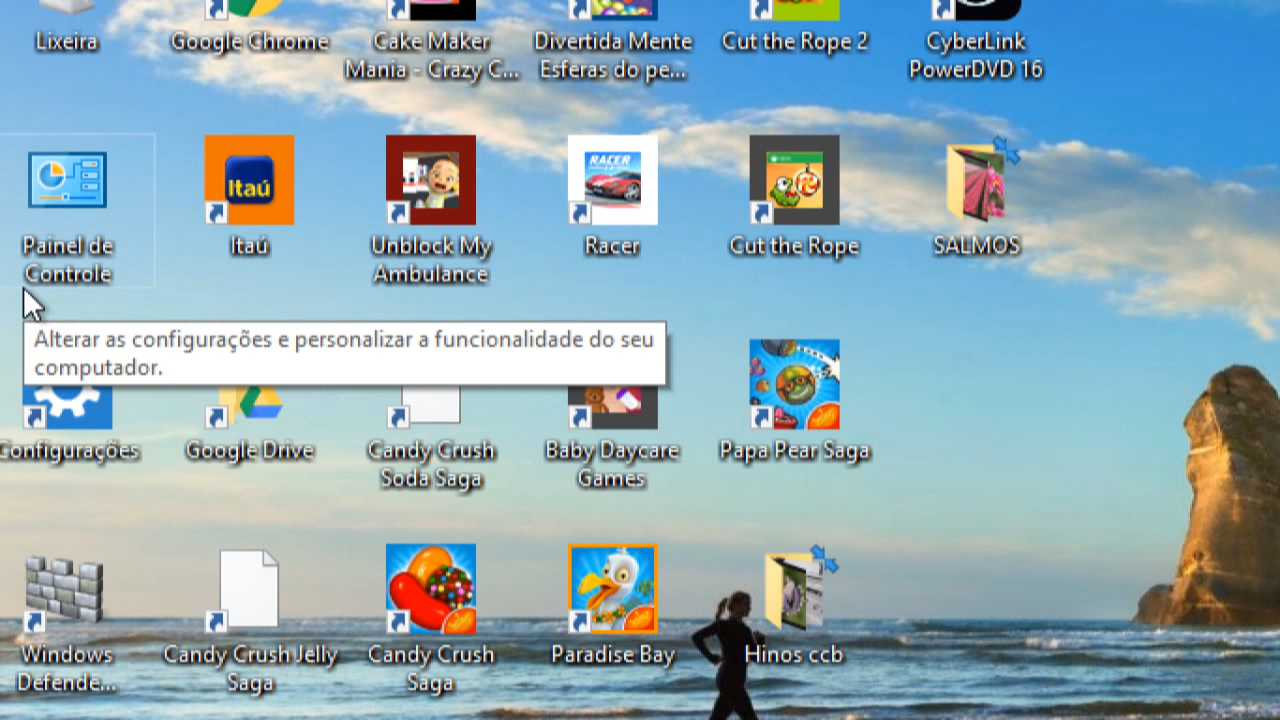 Lixeira
Google Chrome
Cake Maker
Mania - Crazy C...
Divertida Mente
Esferas do pe...
Cut the Rope 2
CyberLink
PowerDVD 16
Itaú
RACER
Painel de
Controle
Itaú
Unblock My
Ambulance
Racer
Cut the Rope
SALMOS
Alterar as configurações e personalizar a funcionalidade do seu
computador.
Configurações
Google Drive
Candy Crush
Soda Saga
Baby Daycare
Games
Papa Pear Saga
Windows
Defende...
Candy Crush Jelly
Saga
Candy Crush
Saga
Paradise Bay
Hinos ccb